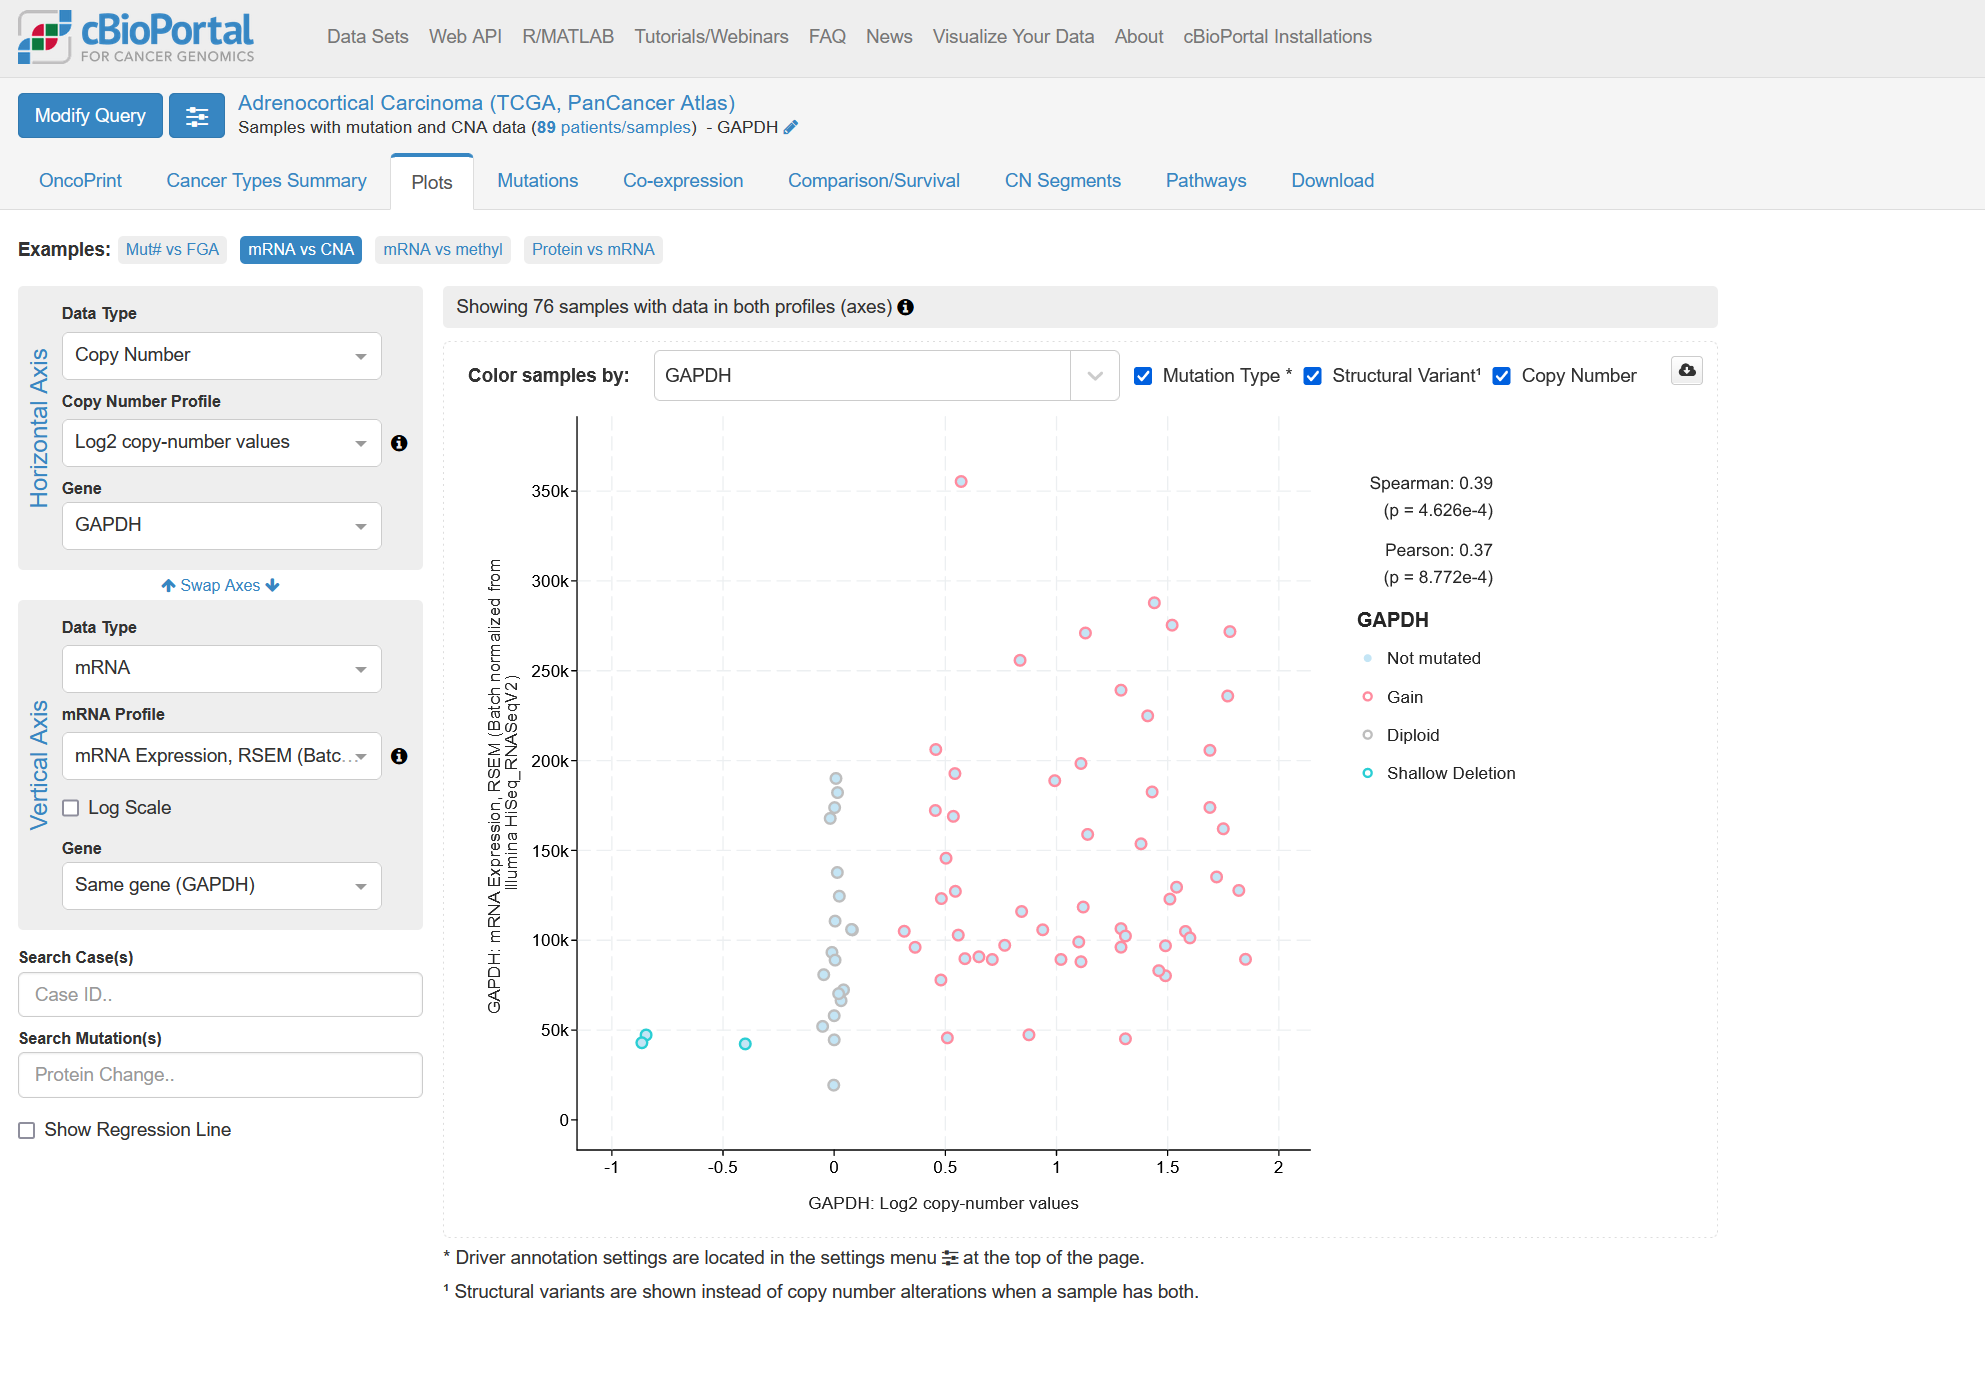 cBioPortal
FOR CANCER GENOMICS
Data Sets Web API R/MATLAB Tutorials/Webinars FAQ News Visualize Your Data About cBioPortal Installations
Modify Query
Adrenocortical Carcinoma (TCGA, PanCancer Atlas)
Samples with mutation and CNA data (89 patients/samples) - GAPDH
OncoPrint Cancer Types Summary Plots Mutations Co-expression Comparison/Survival CN Segments Pathways Download
Examples: Mut# vs FGA mRNA vs CNA mRNA vs methyl Protein vs mRNA
Horizontal Axis
Data Type
Copy Number
Copy Number Profile
Log2 copy-number values
Gene
GAPDH
Swap Axes
Vertical Axis
Data Type
mRNA
mRNA Profile
mRNA Expression, RSEM (Batc...
Log Scale
Gene
Same gene (GAPDH)
Search Case(s)
Case ID..
Search Mutation(s)
Protein Change..
Show Regression Line
Showing 76 samples with data in both profiles (axes)
Color samples by: GAPDH Mutation Type * Structural Variant¹ Copy Number
GAPDH: mRNA Expression, RSEM (Batch normalized from
Illumina HiSeq_RNASeqV2)
350k
300k
250k
200k
150k
100k
50k
0
-1 -0.5 0 0.5 1 1.5 2
GAPDH: Log2 copy-number values
Spearman: 0.39
(p = 4.626e-4)
Pearson: 0.37
(p = 8.772e-4)
GAPDH
Not mutated
Gain
Diploid
Shallow Deletion
* Driver annotation settings are located in the settings menu at the top of the page.
¹ Structural variants are shown instead of copy number alterations when a sample has both.